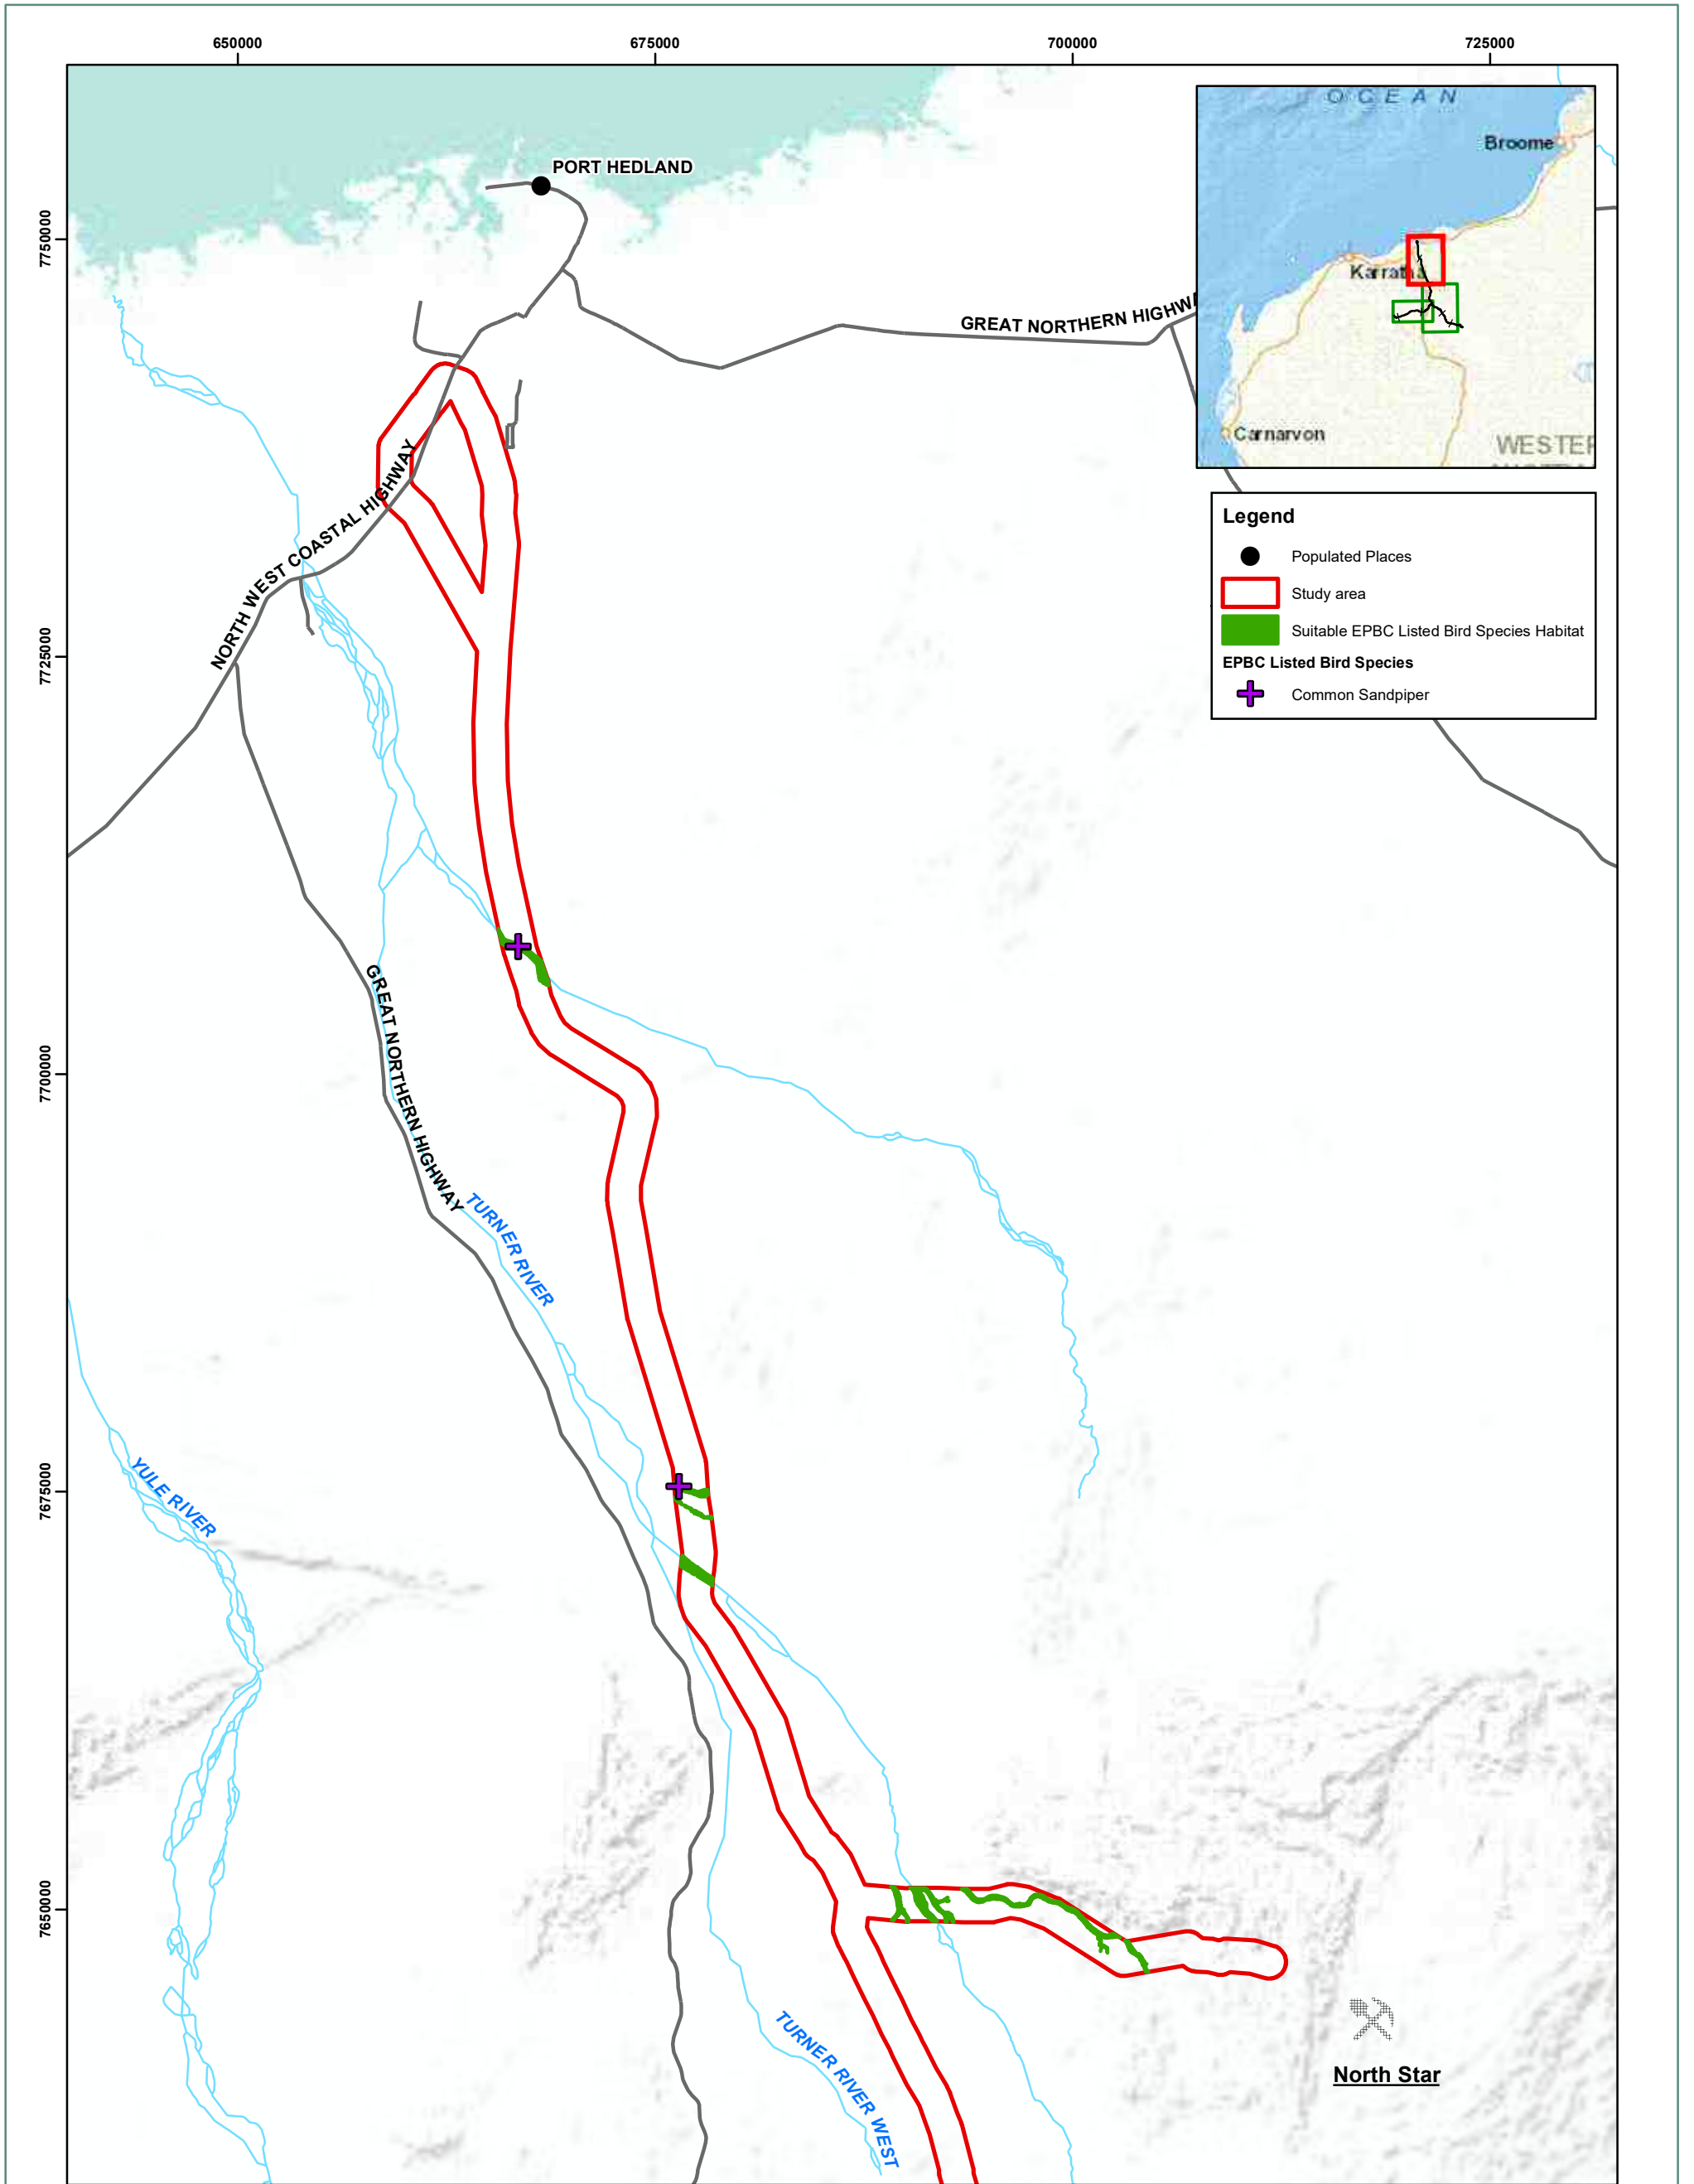 650000
675000
700000
725000
OCEAN
Broome
PORT HEDLAND
7750000
Karratha
GREAT NORTHERN HIGHWA
Carnarvon
WESTER
NORTH WEST COASTAL HIGHWAY
Legend
Populated Places
Study area
Suitable EPBC Listed Bird Species Habitat
EPBC Listed Bird Species
Common Sandpiper
7725000
GREAT NORTHERN HIGHWAY
7700000
TURNER RIVER
7675000
YULE RIVER
7650000
TURNER RIVER WEST
North Star